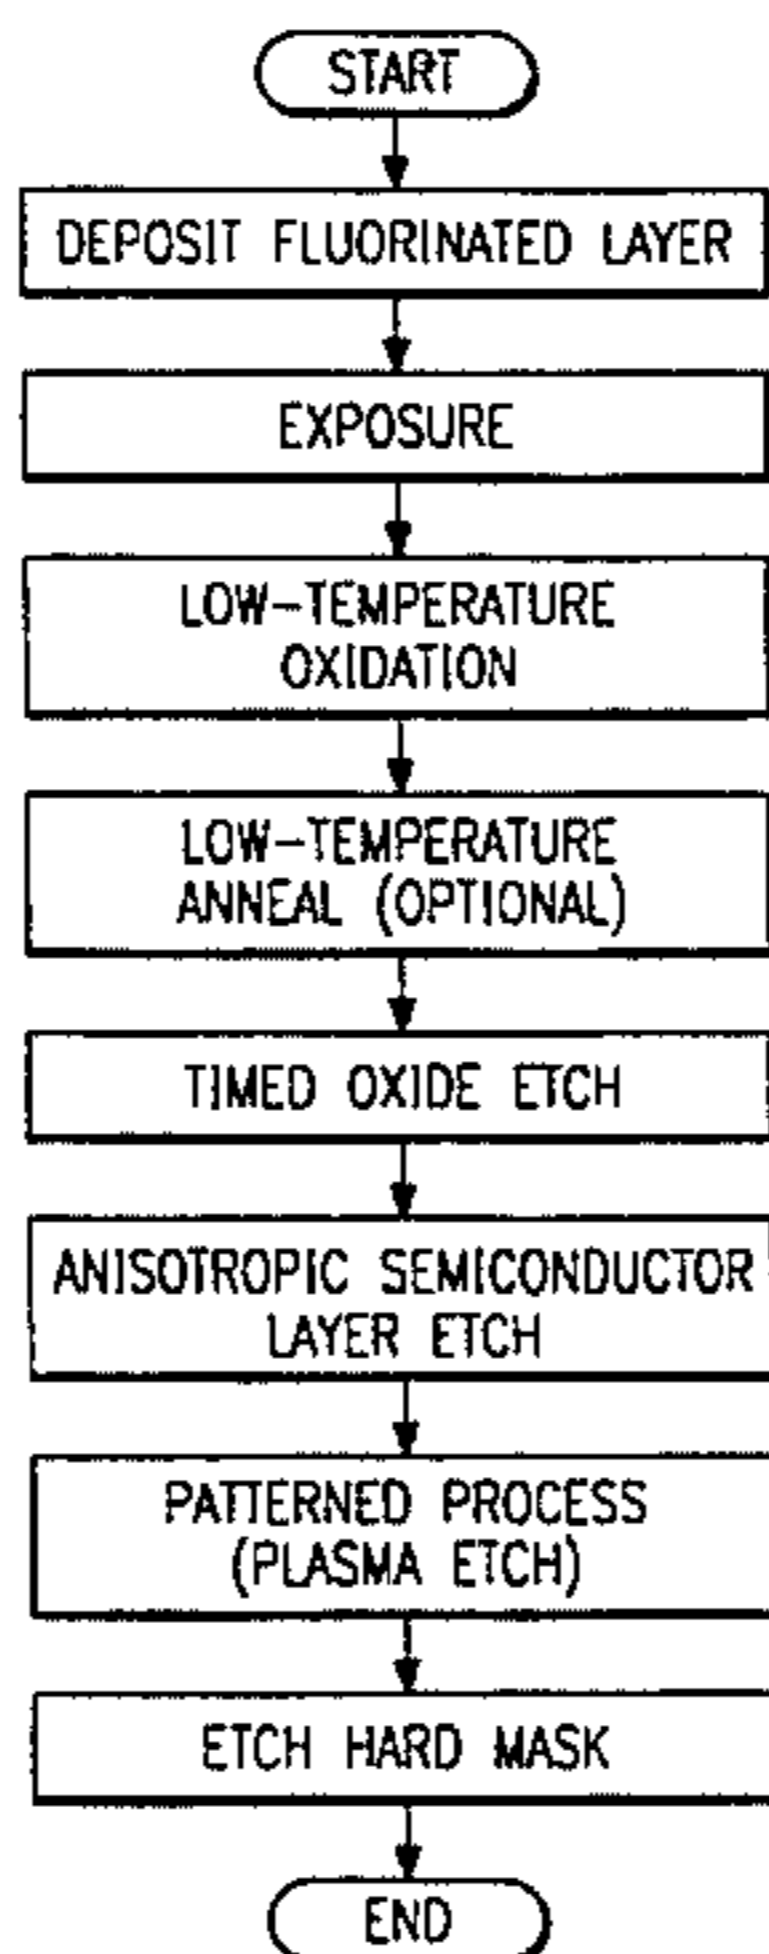 START
DEPOSIT FLUORINATED LAYER
EXPOSURE
LOW-TEMPERATURE
OXIDATION
LOW-TEMPERATURE
ANNEAL (OPTIONAL)
TIMED OXIDE ETCH
ANISOTROPIC SEMICONDUCTOR
LAYER ETCH
PATTERNED PROCESS
(PLASMA ETCH)
ETCH HARD MASK
END